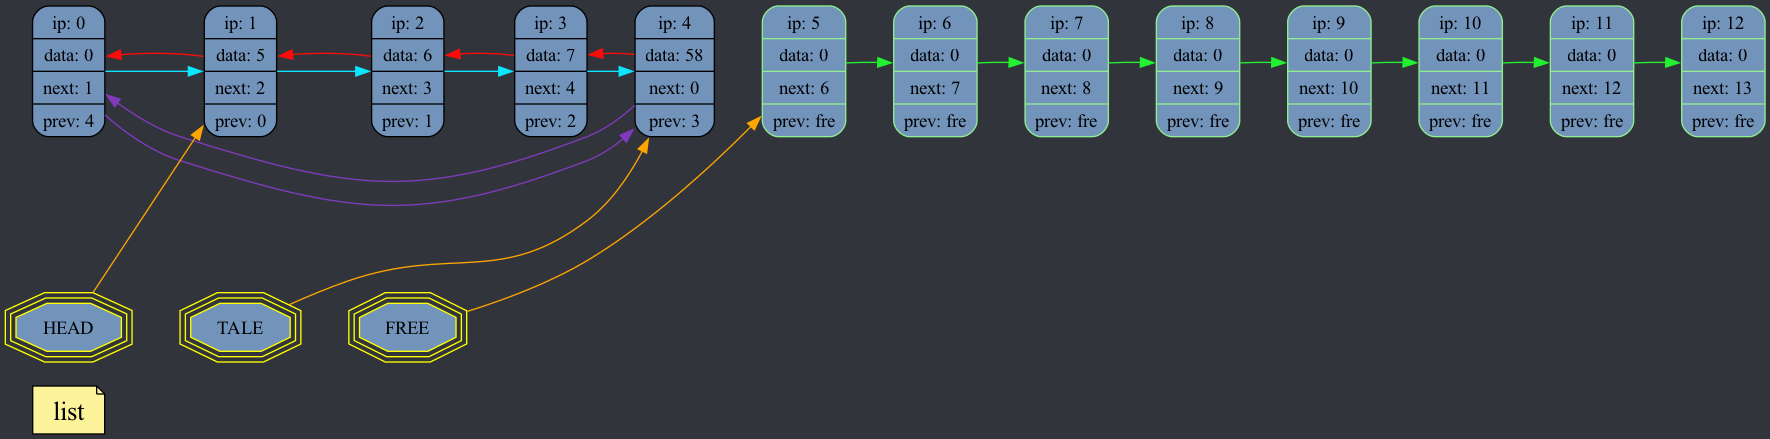 ip: 0
data: 0
next: 1
prev: 4
ip: 1
data: 5
next: 2
prev: 0
ip: 2
data: 6
next: 3
prev: 1
ip: 3
data: 7
next: 4
prev: 2
ip: 4
data: 58
next: 0
prev: 3
ip: 5
data: 0
next: 6
prev: fre
ip: 6
data: 0
next: 7
prev: fre
ip: 7
data: 0
next: 8
prev: fre
ip: 8
data: 0
next: 9
prev: fre
ip: 9
data: 0
next: 10
prev: fre
ip: 10
data: 0
next: 11
prev: fre
ip: 11
data: 0
next: 12
prev: fre
ip: 12
data: 0
next: 13
prev: fre
HEAD
TALE
FREE
list